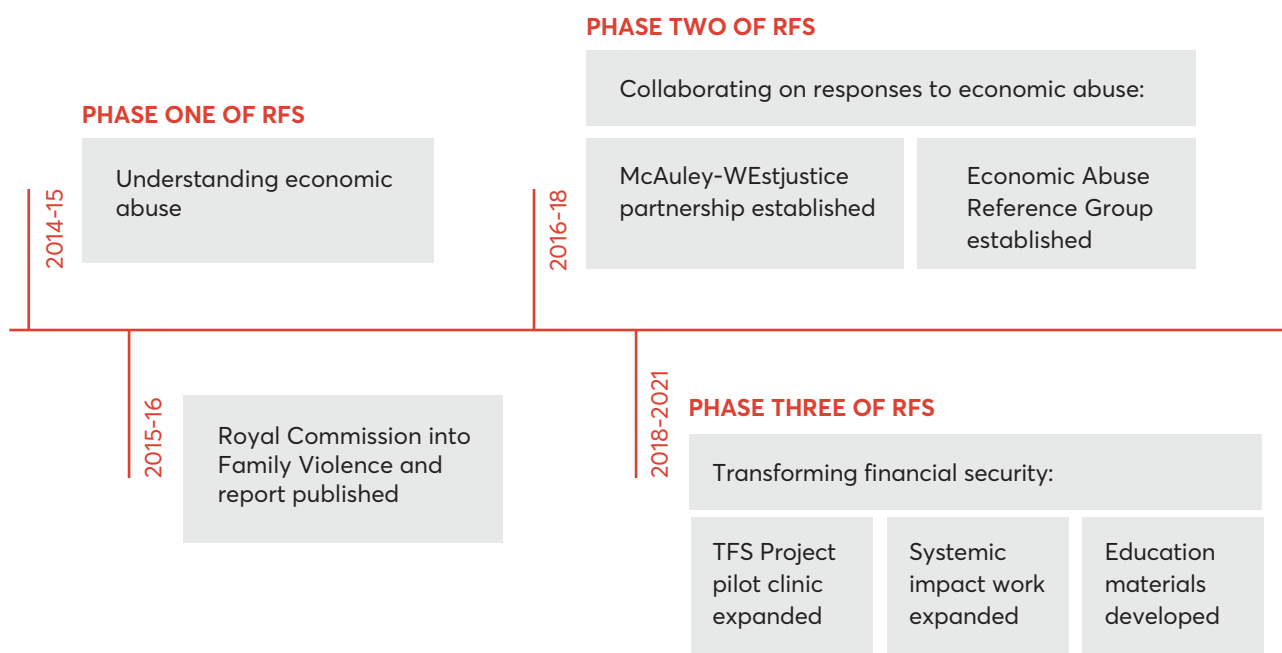 PHASE ONE OF RFS
2014-15
Understanding economic
abuse
2015-16
Royal Commission into
Family Violence and
report published
PHASE TWO OF RFS
2016-18
Collaborating on responses to economic abuse:
McAuley-WEstjustice
partnership established
Economic Abuse
Reference Group
established
2018-2021
PHASE THREE OF RFS
Transforming financial security:
TFS Project
pilot clinic
expanded
Systemic
impact work
expanded
Education
materials
developed